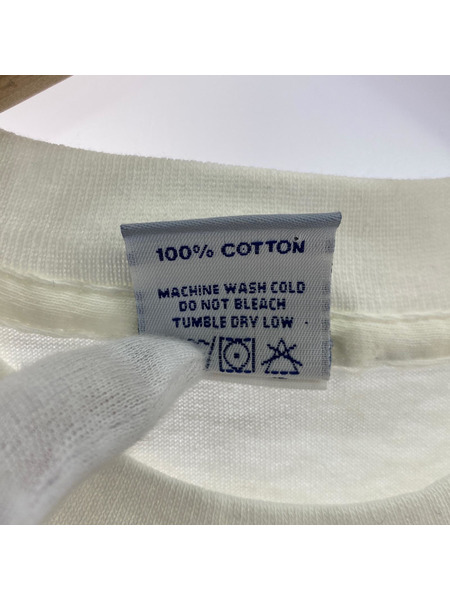 100% COTTON
MACHINE WASH COLD
DO NOT BLEACH
TUMBLE DRY LOW